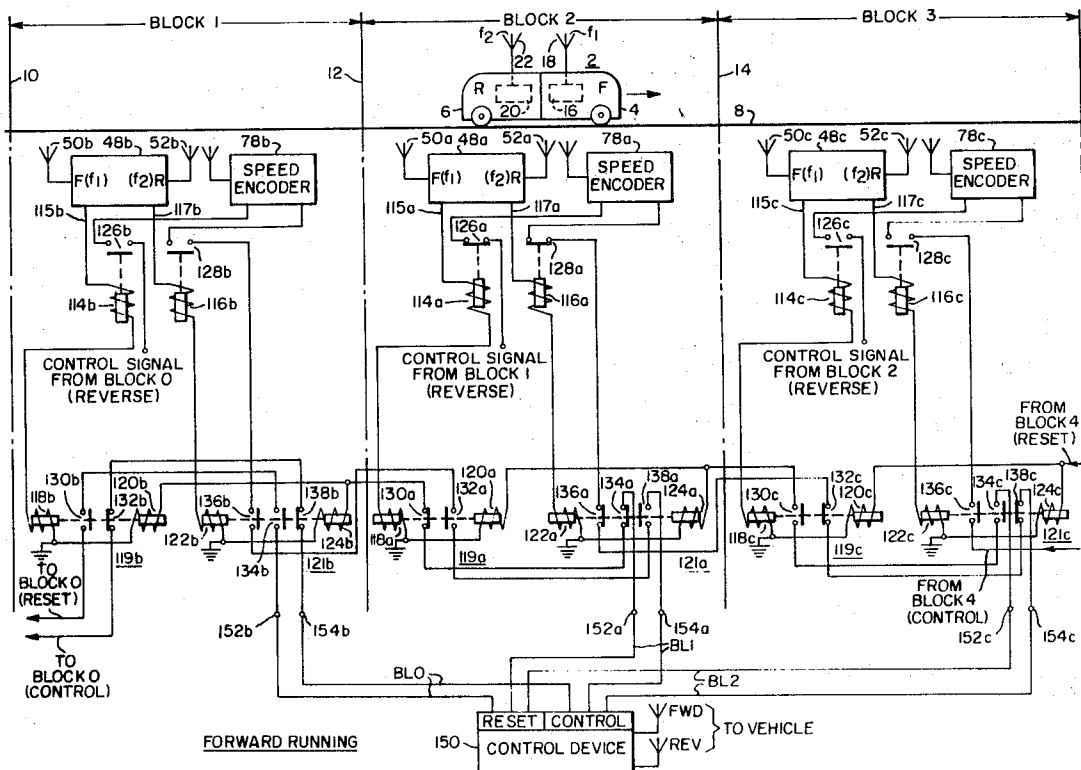 BLOCK 1 BLOCK 2 BLOCK 3
f2 22 18 f1
10 12 2 14
R F
6 20 16 4 8
50b 48b 52b 78b 50a 48a 52a 78a 50c 48c 52c 78c
F(f1) (f2)R SPEED ENCODER F(f1) (f2)R SPEED ENCODER F(f1) (f2)R SPEED ENCODER
115b 117b 115a 117a 115c 117c
126b 128b 126a 128a 126c 128c
114b 116b 114a 116a 114c 116c
CONTROL SIGNAL
FROM BLOCK 0
(REVERSE)
CONTROL SIGNAL
FROM BLOCK 1
(REVERSE)
CONTROL SIGNAL
FROM BLOCK 2
(REVERSE)
FROM
BLOCK 4
(RESET)
118b 130b 120b 132b 136b 138b 130a 120a 132a 136a 134a 138a 124a 130c 132c 120c 136c 134c 138c 124c
122b 134b 124b 118a 122a 118c 122c
119b 121b 119a 121a 119c 121c
TO
BLOCK 0
(RESET)
TO
BLOCK 0
(CONTROL)
FROM
BLOCK 4
(CONTROL)
152b 154b 152a 154a 152c 154c
BL0 BL1 BL2
RESET CONTROL
150 CONTROL DEVICE
FWD
REV
TO VEHICLE
FORWARD RUNNING